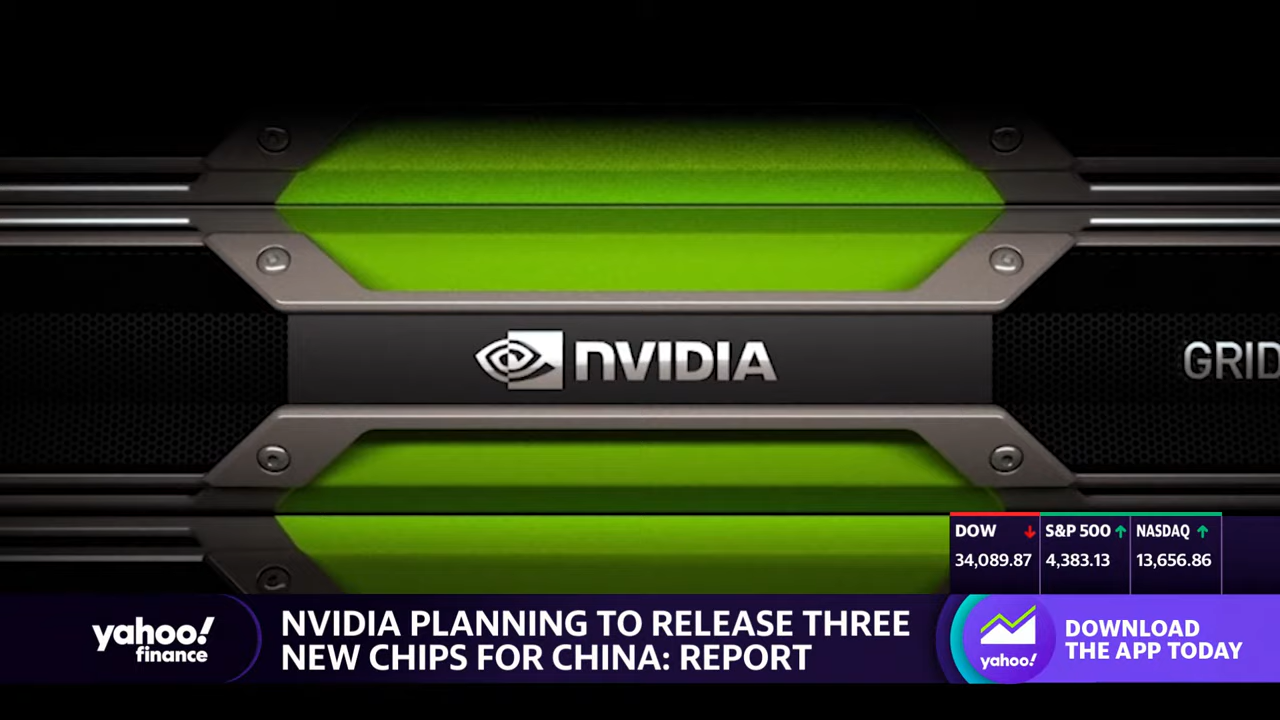 NVIDIA
GRID
DOW
34,089.87
S&P 500
4,383.13
NASDAQ
13,656.86
yahoo!
finance
NVIDIA PLANNING TO RELEASE THREE
NEW CHIPS FOR CHINA: REPORT
yahoo!
DOWNLOAD
THE APP TODAY